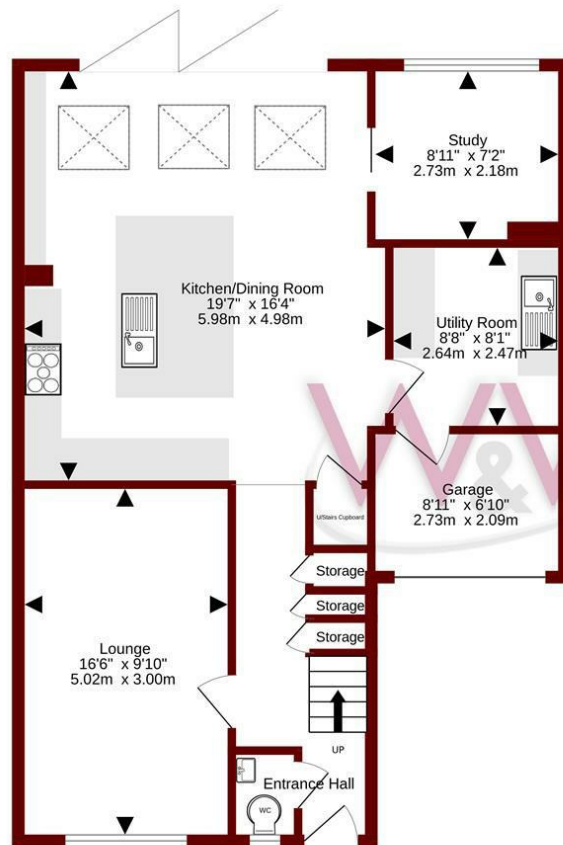 Study
8'11" x 7'2"
2.73m x 2.18m
Kitchen/Dining Room
19'7" x 16'4"
5.98m x 4.98m
Utility Room
8'8" x 8'1"
2.64m x 2.47m
W&W
Garage
8'11" x 6'10"
2.73m x 2.09m
U/Stairs Cupboard
Storage
Storage
Storage
Lounge
16'6" x 9'10"
5.02m x 3.00m
UP
Entrance Hall
WC